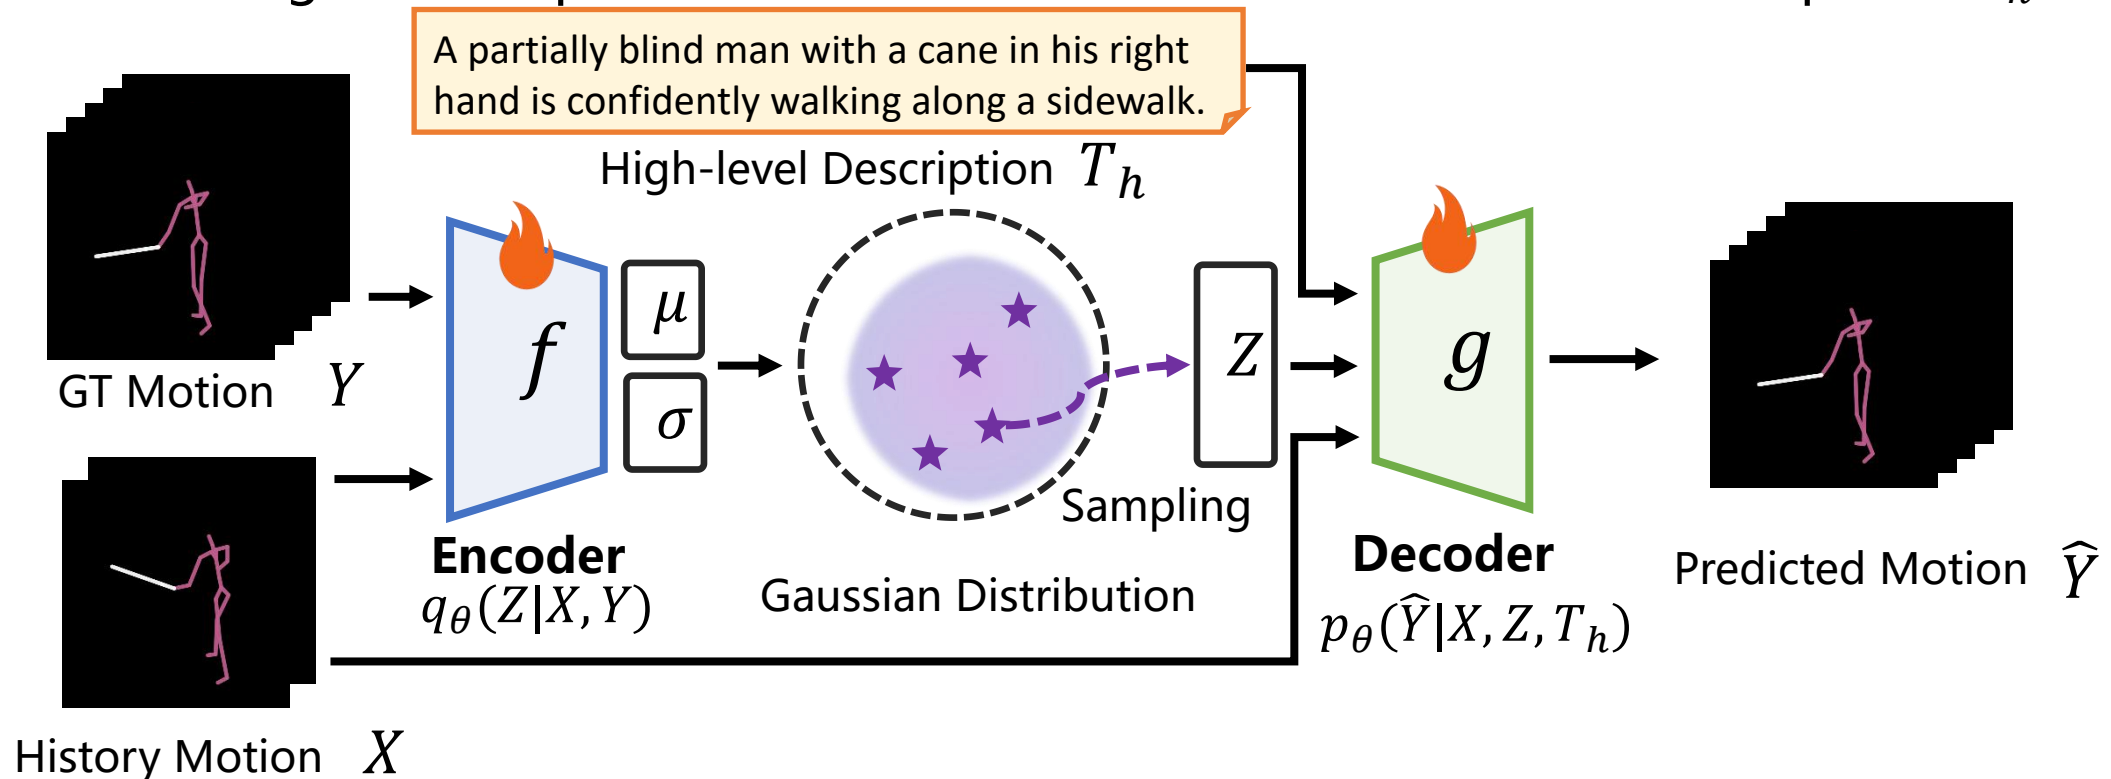 A partially blind man with a cane in his right
hand is confidently walking along a sidewalk.
High-level Description T_h
GT Motion Y
f
μ
σ
Z
g
Sampling
Encoder
q_θ(Z|X, Y)
Gaussian Distribution
Decoder
p_θ(Ŷ|X, Z, T_h)
Predicted Motion Ŷ
History Motion X